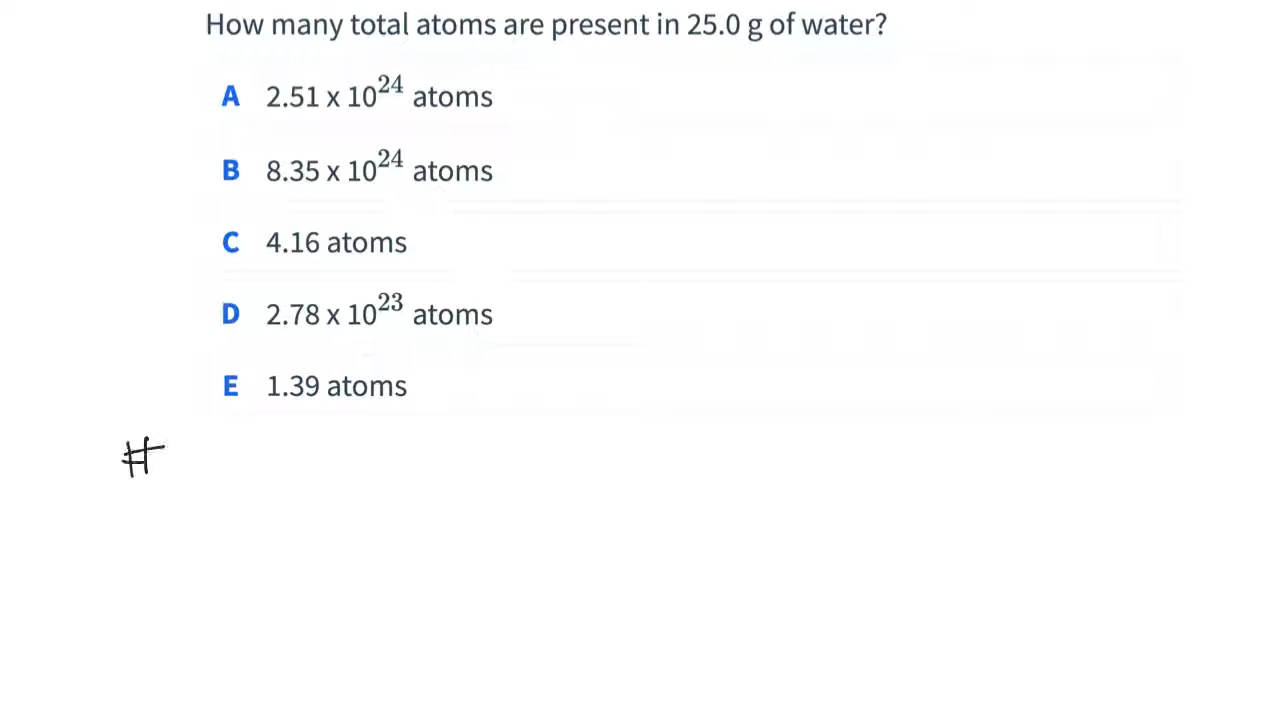 How many total atoms are present in 25.0 g of water?
A 2.51 x 10^24 atoms
B 8.35 x 10^24 atoms
C 4.16 atoms
D 2.78 x 10^23 atoms
E 1.39 atoms
#